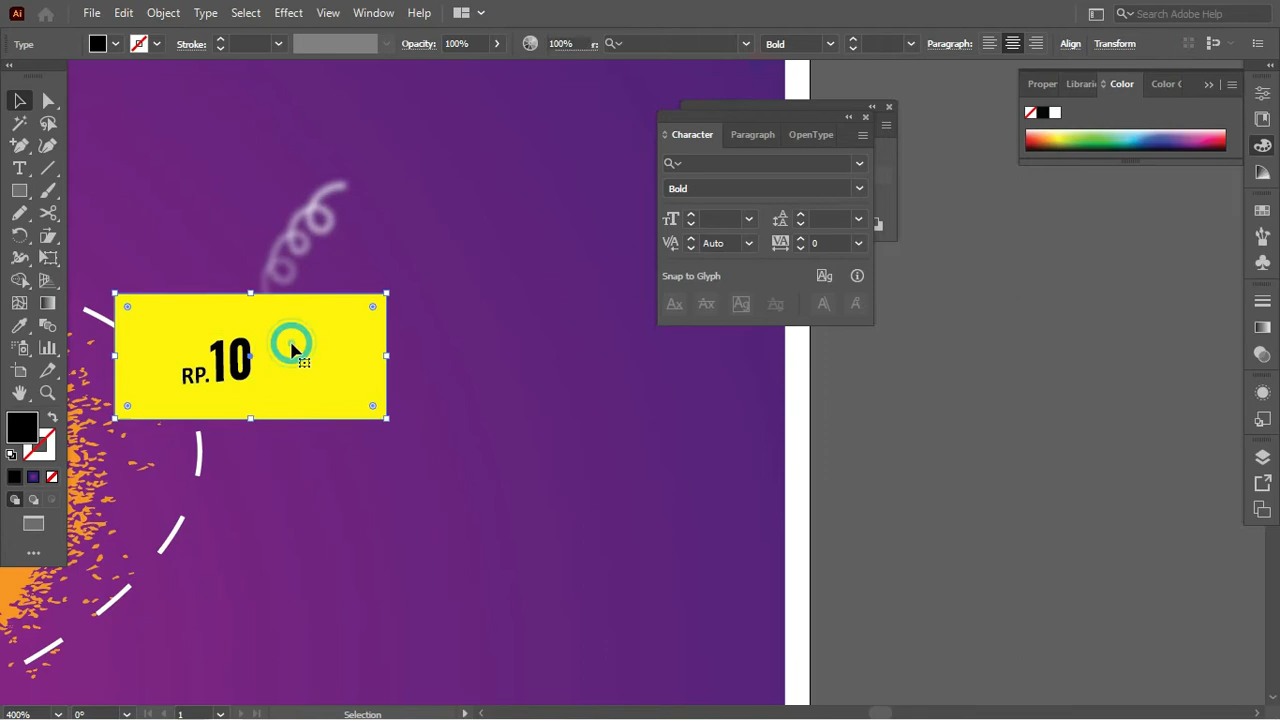 Ai File Edit Object Type Select Effect View Window Help Search Adobe Help
Type Stroke: Opacity: 100% 100% r: Bold Paragraph: Align Transform
Proper Librari Color Color
Character Paragraph OpenType
Bold
Auto 0
Snap to Glyph
RP.10
400% 0° 1 Selection